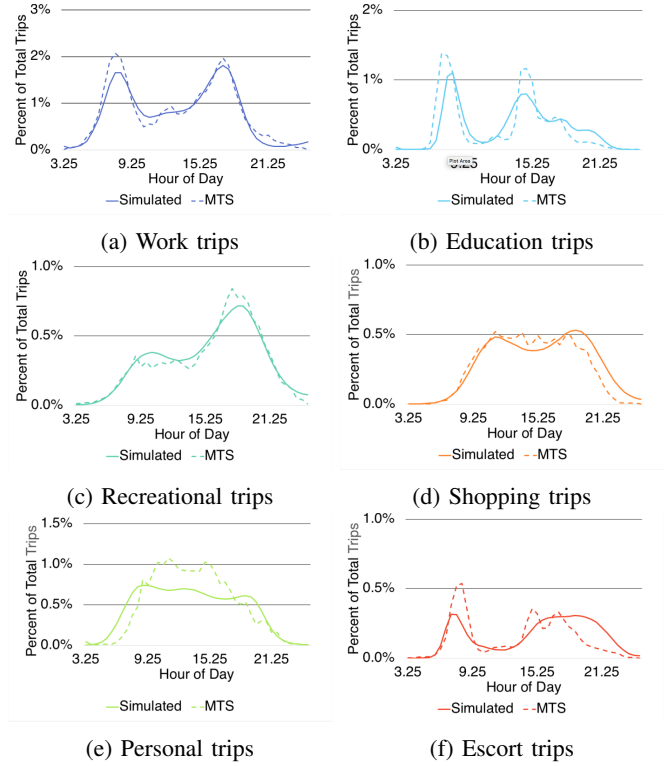 3%
2%
1%
0%
Percent of Total Trips
3.25 9.25 15.25 21.25
Hour of Day
Simulated MTS
(a) Work trips
2%
1%
0%
Percent of Total Trips
3.25 9.25 15.25 21.25
Plot Area
Hour of Day
Simulated MTS
(b) Education trips
1.0%
0.5%
0.0%
Percent of Total Trips
3.25 9.25 15.25 21.25
Hour of Day
Simulated MTS
(c) Recreational trips
1.0%
0.5%
0.0%
Percent of Total Trips
3.25 9.25 15.25 21.25
Hour of Day
Simulated MTS
(d) Shopping trips
1.5%
1.0%
0.5%
0.0%
Percent of Total Trips
3.25 9.25 15.25 21.25
Hour of Day
Simulated MTS
(e) Personal trips
1.0%
0.5%
0.0%
Percent of Total Trips
3.25 9.25 15.25 21.25
Hour of Day
Simulated MTS
(f) Escort trips